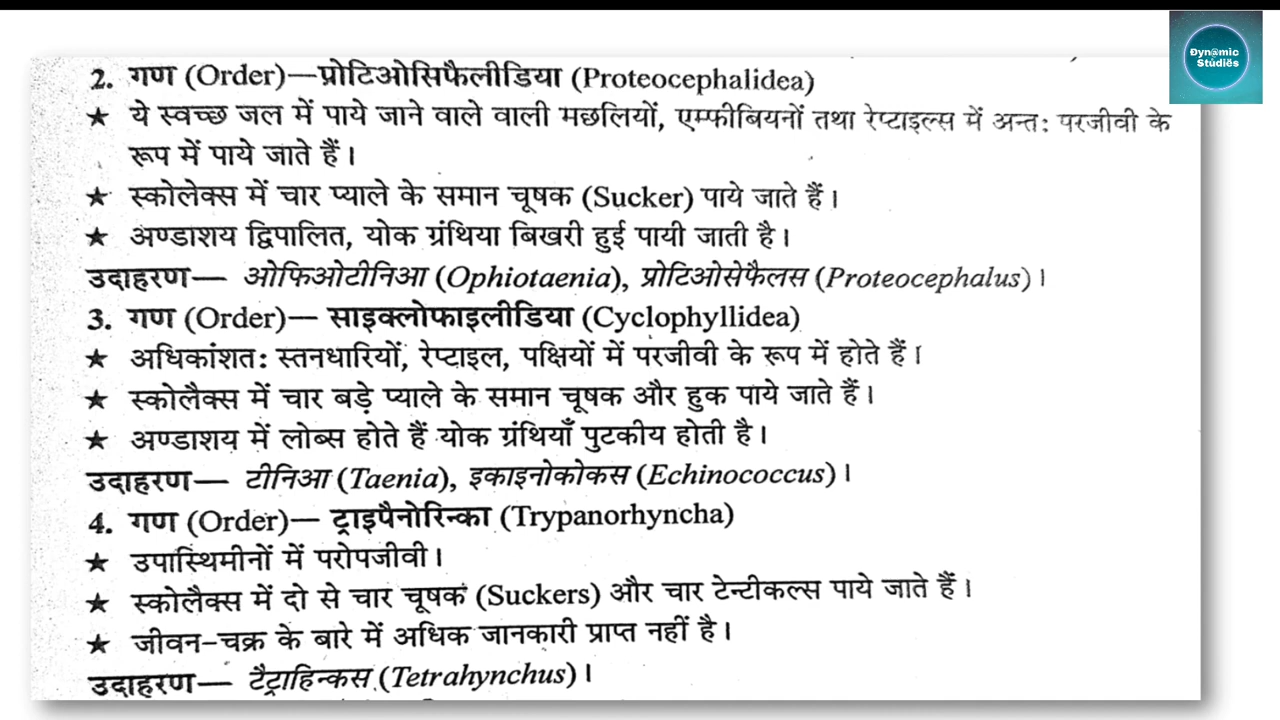 Ðyn@mic
Stùdiës
2. गण (Order)—प्रोटिओसिफैलीडिया (Proteocephalidea)
★ ये स्वच्छ जल में पाये जाने वाले वाली मछलियों, एम्फीबियनों तथा रेप्टाइल्स में अन्तः परजीवी के
रूप में पाये जाते हैं।
★ स्कोलेक्स में चार प्याले के समान चूषक (Sucker) पाये जाते हैं।
★ अण्डाशय द्विपालित, योक ग्रंथिया बिखरी हुई पायी जाती है।
उदाहरण— ओफिओटीनिआ (Ophiotaenia), प्रोटिओसेफैलस (Proteocephalus)।
3. गण (Order)— साइक्लोफाइलीडिया (Cyclophyllidea)
★ अधिकांशतः स्तनधारियों, रेप्टाइल, पक्षियों में परजीवी के रूप में होते हैं।
★ स्कोलैक्स में चार बड़े प्याले के समान चूषक और हुक पाये जाते हैं।
★ अण्डाशय में लोब्स होते हैं योक ग्रंथियाँ पुटकीय होती है।
उदाहरण— टीनिआ (Taenia), इकाइनोकोकस (Echinococcus)।
4. गण (Order)— ट्राइपैनोरिन्का (Trypanorhyncha)
★ उपास्थिमीनों में परोपजीवी।
★ स्कोलैक्स में दो से चार चूषक (Suckers) और चार टेन्टीकल्स पाये जाते हैं।
★ जीवन-चक्र के बारे में अधिक जानकारी प्राप्त नहीं है।
उदाहरण— टैट्राहिन्कस (Tetrahynchus)।